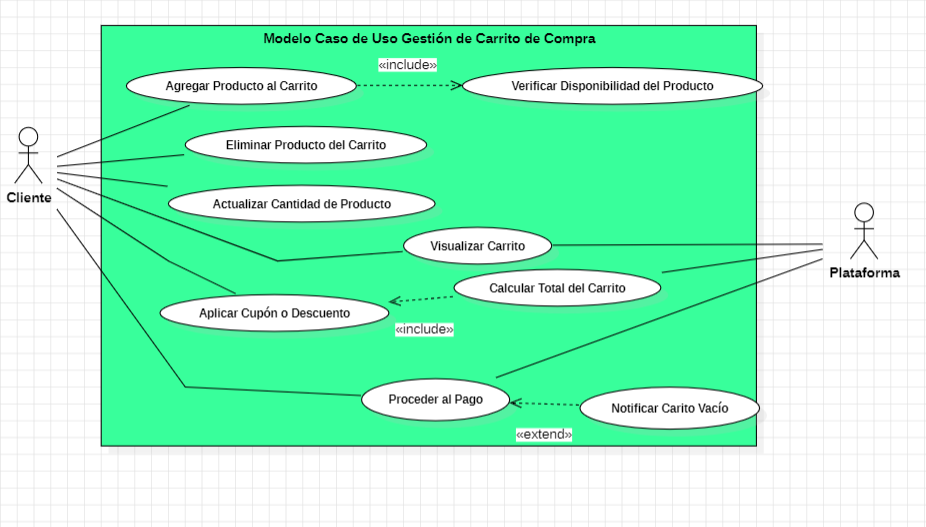 Modelo Caso de Uso Gestión de Carrito de Compra
«include»
Agregar Producto al Carrito
Verificar Disponibilidad del Producto
Eliminar Producto del Carrito
Cliente
Actualizar Cantidad de Producto
Visualizar Carrito
Plataforma
Calcular Total del Carrito
Aplicar Cupón o Descuento
«include»
Proceder al Pago
Notificar Carito Vacío
«extend»